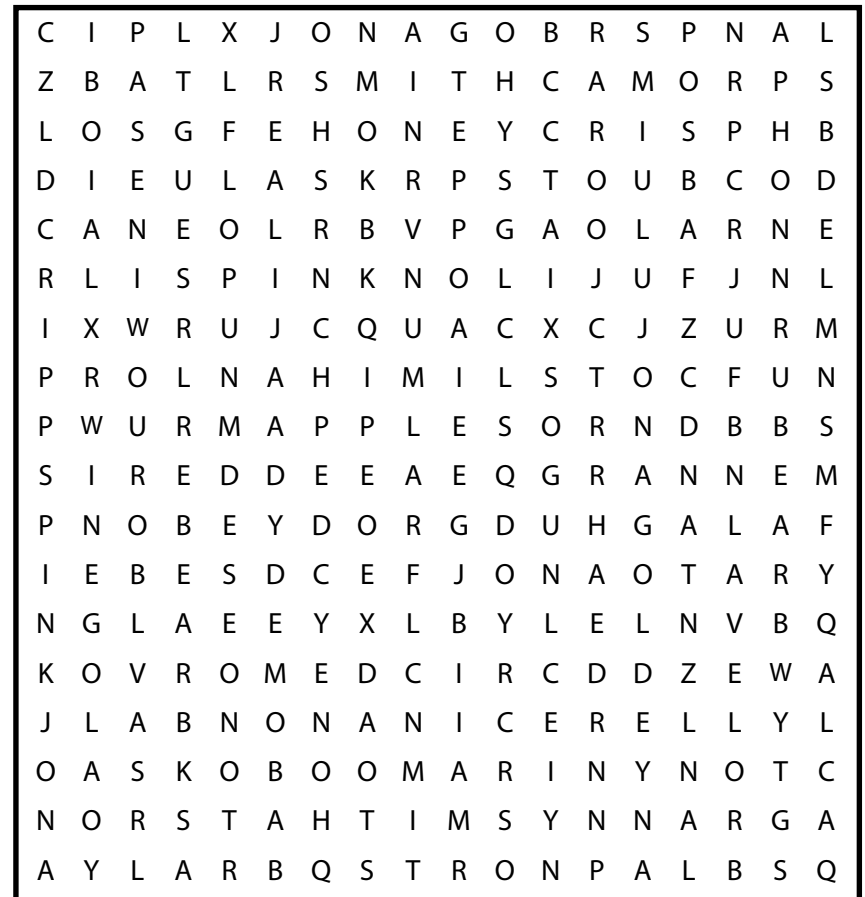 C I P L X J O N A G O B R S P N A L
Z B A T L R S M I T H C A M O R P S
L O S G F E H O N E Y C R I S P H B
D I E U L A S K R P S T O U B C O D
C A N E O L R B V P G A O L A R N E
R L I S P I N K N O L I J U F J N L
I X W R U J C Q U A C X C J Z U R M
P R O L N A H I M I L S T O C F U N
P W U R M A P P L E S O R N D B B S
S I R E D D E E A E Q G R A N N E M
P N O B E Y D O R G D U H G A L A F
I E B E S D C E F J O N A O T A R Y
N G L A E E Y X L B Y L E L N V B Q
K O V R O M E D C I R C D D Z E W A
J L A B N O N A N I C E R E L L Y L
O A S K O B O O M A R I N Y N O T C
N O R S T A H T I M S Y N N A R G A
A Y L A R B Q S T R O N P A L B S Q